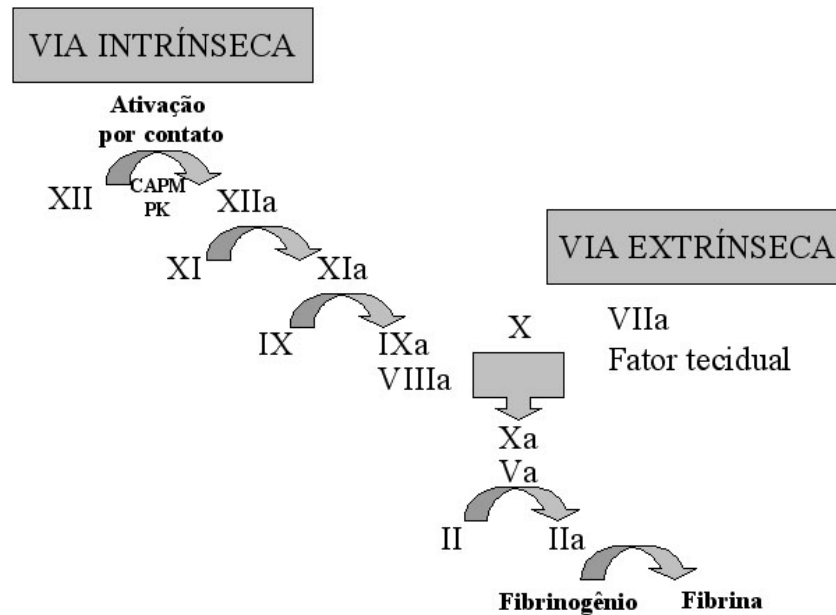 VIA INTRÍNSECA
Ativação
por contato
XII
CAPM
PK
XIIa
XI
XIa
VIA EXTRÍNSECA
IX
IXa
VIIIa
X
VIIa
Fator tecidual
Xa
Va
II
IIa
Fibrinogênio
Fibrina